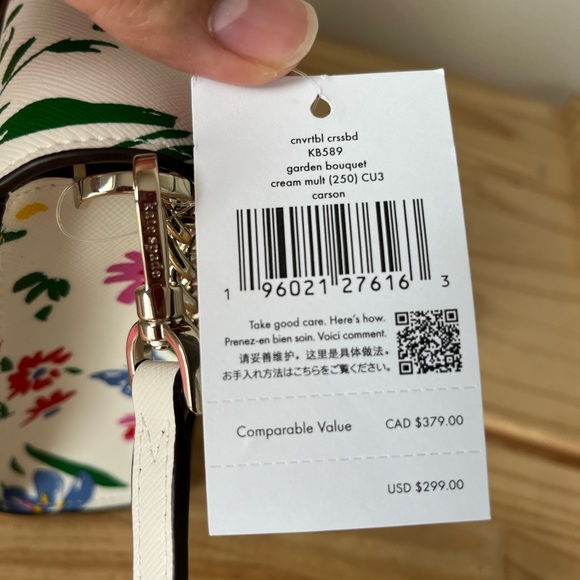 cnvrtbl crssbd
KB589
garden bouquet
cream mult (250) CU3
carson
1 96021 27616 3
Take good care. Here's how.
Prenez-en bien soin. Voici comment.
请妥善维护。这里是具体做法。
お手入れ方法はこちらをご覧ください。
Comparable Value CAD $379.00
USD $299.00
kate spade